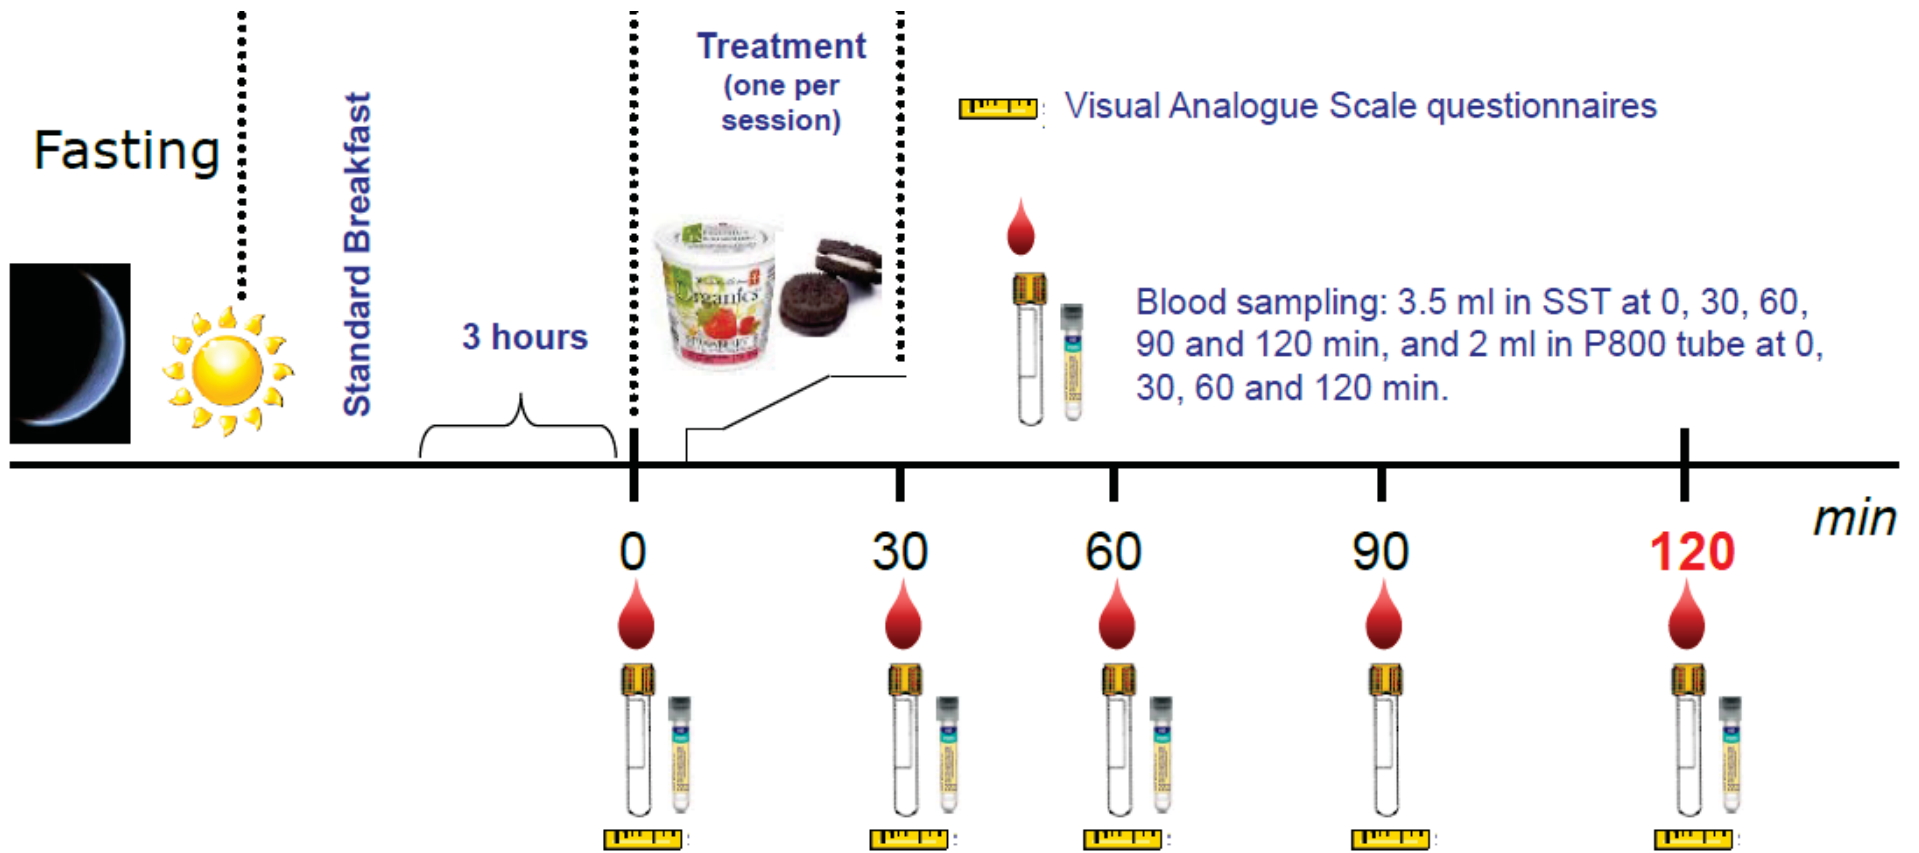 Fasting
Standard Breakfast
3 hours
Treatment
(one per
session)
Organics
Visual Analogue Scale questionnaires
Blood sampling: 3.5 ml in SST at 0, 30, 60,
90 and 120 min, and 2 ml in P800 tube at 0,
30, 60 and 120 min.
min
0
30
60
90
120